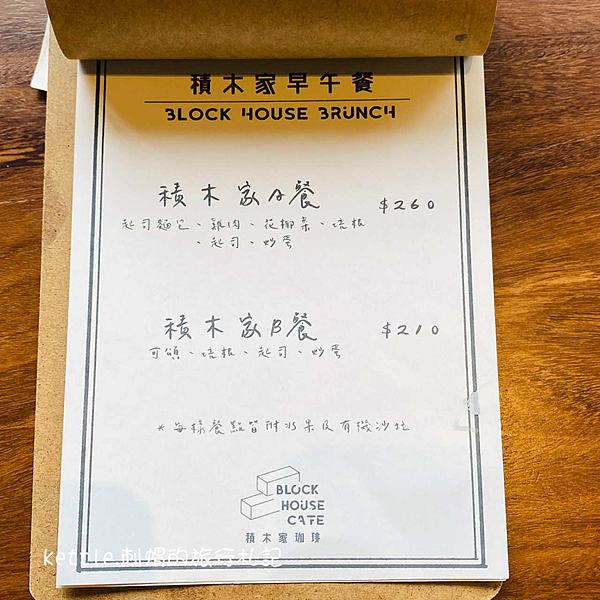 積木家早午餐
BLOCK HOUSE BRUNCH
積木家A餐 $260
起司麵包、雞肉、花椰菜、培根
、起司、炒蛋
積木家B餐 $210
可頌、培根、起司、炒蛋
*每樣餐點皆附水果及有機沙拉
BLOCK
HOUSE
CAFE
積木家珈琲
Kettle.刺帽的旅行札記